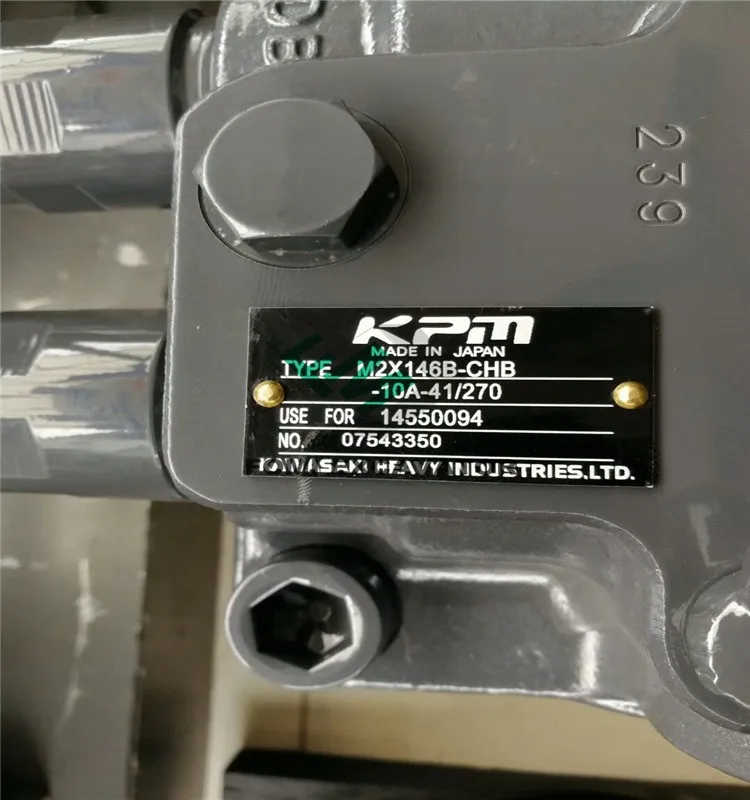 DB
239
KPM
MADE IN JAPAN
TYPE M2X146B-CHB
-10A-41/270
USE FOR 14550094
NO. 07543350
KAWASAKI HEAVY INDUSTRIES,LTD.